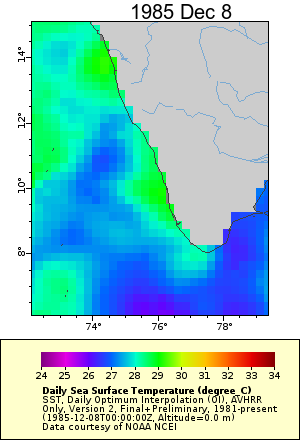 1985 Dec 8
14°
12°
10°
8°
74°
76°
78°
24 25 26 27 28 29 30 31 32 33 34
Daily Sea Surface Temperature (degree_C)
SST, Daily Optimum Interpolation (OI), AVHRR
Only, Version 2, Final+Preliminary, 1981-present
(1985-12-08T00:00:00Z, Altitude=0.0 m)
Data courtesy of NOAA NCEI